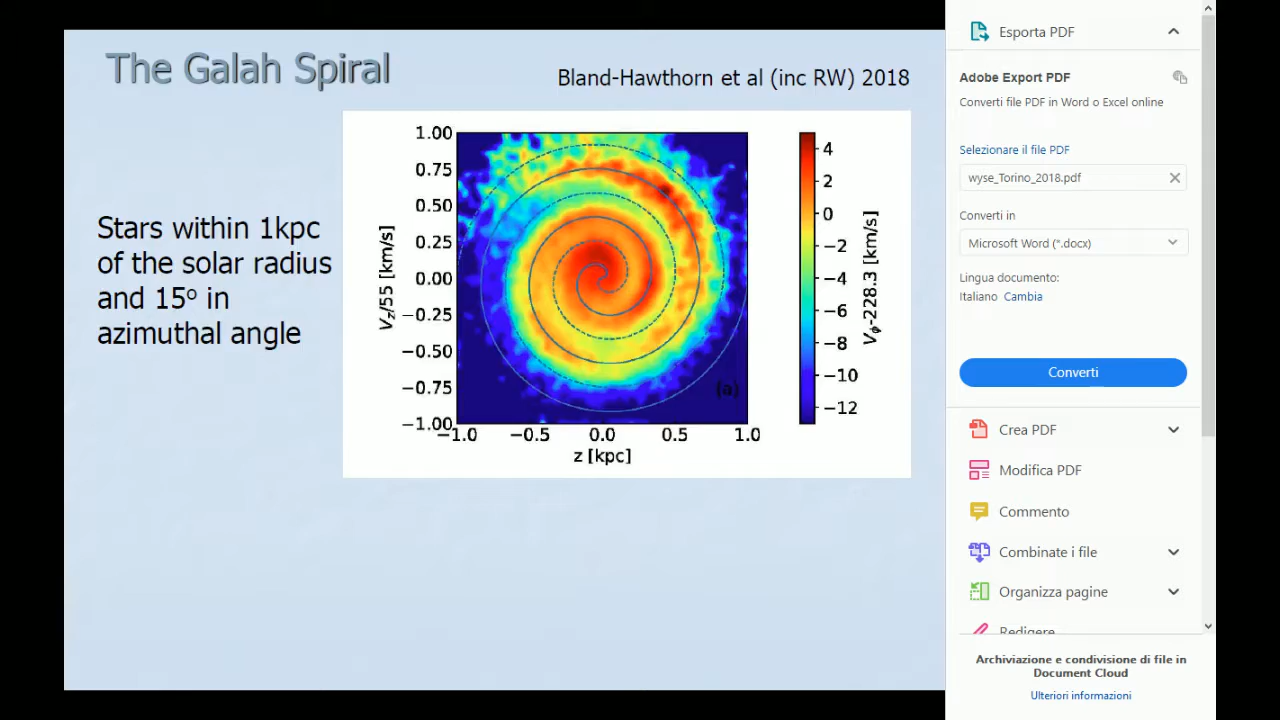 The Galah Spiral
Bland-Hawthorn et al (inc RW) 2018
Stars within 1kpc
of the solar radius
and 15º in
azimuthal angle
1.00
0.75
0.50
0.25
0.00
−0.25
−0.50
−0.75
−1.00
V_z/55 [km/s]
−1.0 −0.5 0.0 0.5 1.0
z [kpc]
(a)
4
2
0
−2
−4
−6
−8
−10
−12
V_ϕ-228.3 [km/s]
Esporta PDF
Adobe Export PDF
Converti file PDF in Word o Excel online
Selezionare il file PDF
wyse_Torino_2018.pdf
Converti in
Microsoft Word (*.docx)
Lingua documento:
Italiano Cambia
Converti
Crea PDF
Modifica PDF
Commento
Combinate i file
Organizza pagine
Redigere
Archiviazione e condivisione di file in
Document Cloud
Ulteriori informazioni